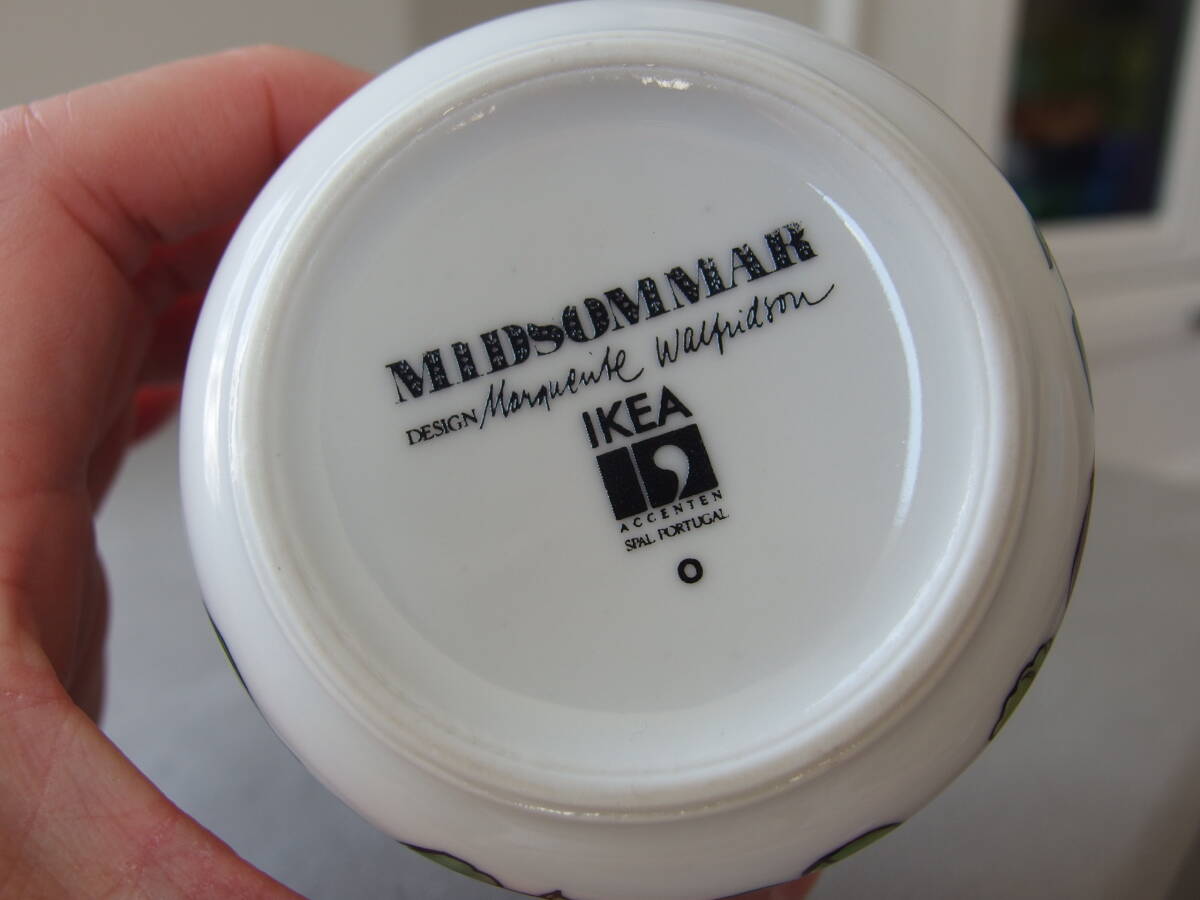 MIDSOMMAR
DESIGN Marguerite Walfridson
IKEA
ACCENTEN
SPAL PORTUGAL
O